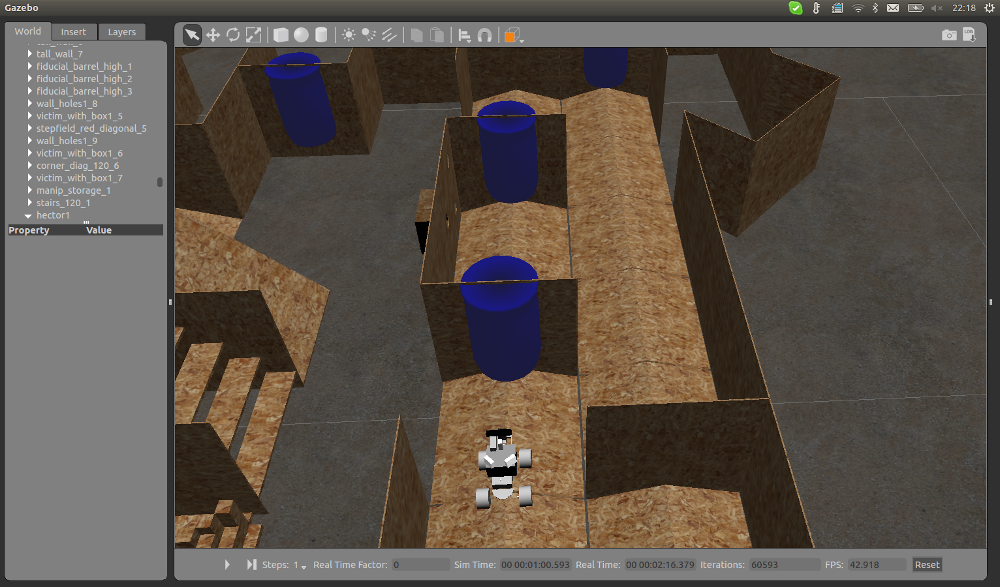 Gazebo
22:18
World Insert Layers
tall_wall_7
fiducial_barrel_high_1
fiducial_barrel_high_2
fiducial_barrel_high_3
wall_holes1_8
victim_with_box1_5
stepfield_red_diagonal_5
wall_holes1_9
victim_with_box1_6
corner_diag_120_6
victim_with_box1_7
manip_storage_1
stairs_120_1
hector1
Property Value
Steps: 1 Real Time Factor: 0 Sim Time: 00 00:01:00.593 Real Time: 00 00:02:16.379 Iterations: 60593 FPS: 42.918 Reset